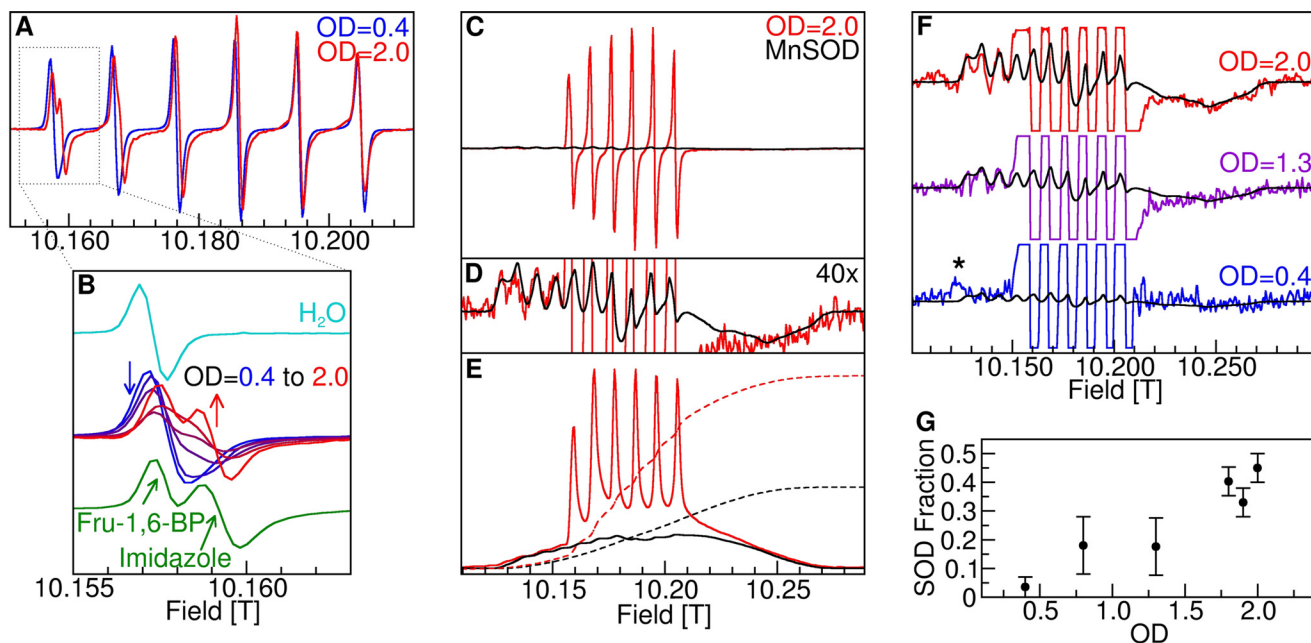 A
OD=0.4
OD=2.0
10.160
10.180
10.200
B
H₂O
OD=0.4 to 2.0
Fru-1,6-BP
Imidazole
10.155
10.160
Field [T]
C
OD=2.0
MnSOD
D
40x
E
10.15
10.20
10.25
Field [T]
F
OD=2.0
OD=1.3
*
OD=0.4
10.150
10.200
10.250
Field [T]
G
SOD Fraction
0.5
0.4
0.3
0.2
0.1
0
0.5
1.0
1.5
2.0
OD